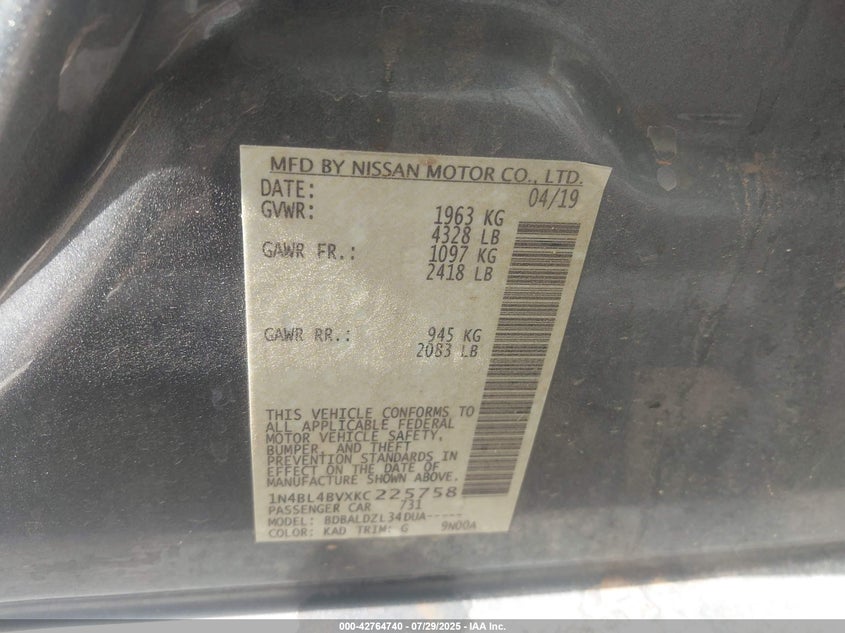 MFD BY NISSAN MOTOR CO., LTD.
DATE: 04/19
GVWR: 1963 KG
4328 LB
GAWR FR.: 1097 KG
2418 LB
GAWR RR.: 945 KG
2083 LB
THIS VEHICLE CONFORMS TO
ALL APPLICABLE FEDERAL
MOTOR VEHICLE SAFETY,
BUMPER, AND THEFT
PREVENTION STANDARDS IN
EFFECT ON THE DATE OF
MANUFACTURE SHOWN ABOVE.
1N4BL4BVXKC225758
PASSENGER CAR 731
MODEL: BDBALDZL34DUA-----
COLOR: KAD TRIM: G 9N00A
000-42764740 - 07/29/2025 - IAA Inc.